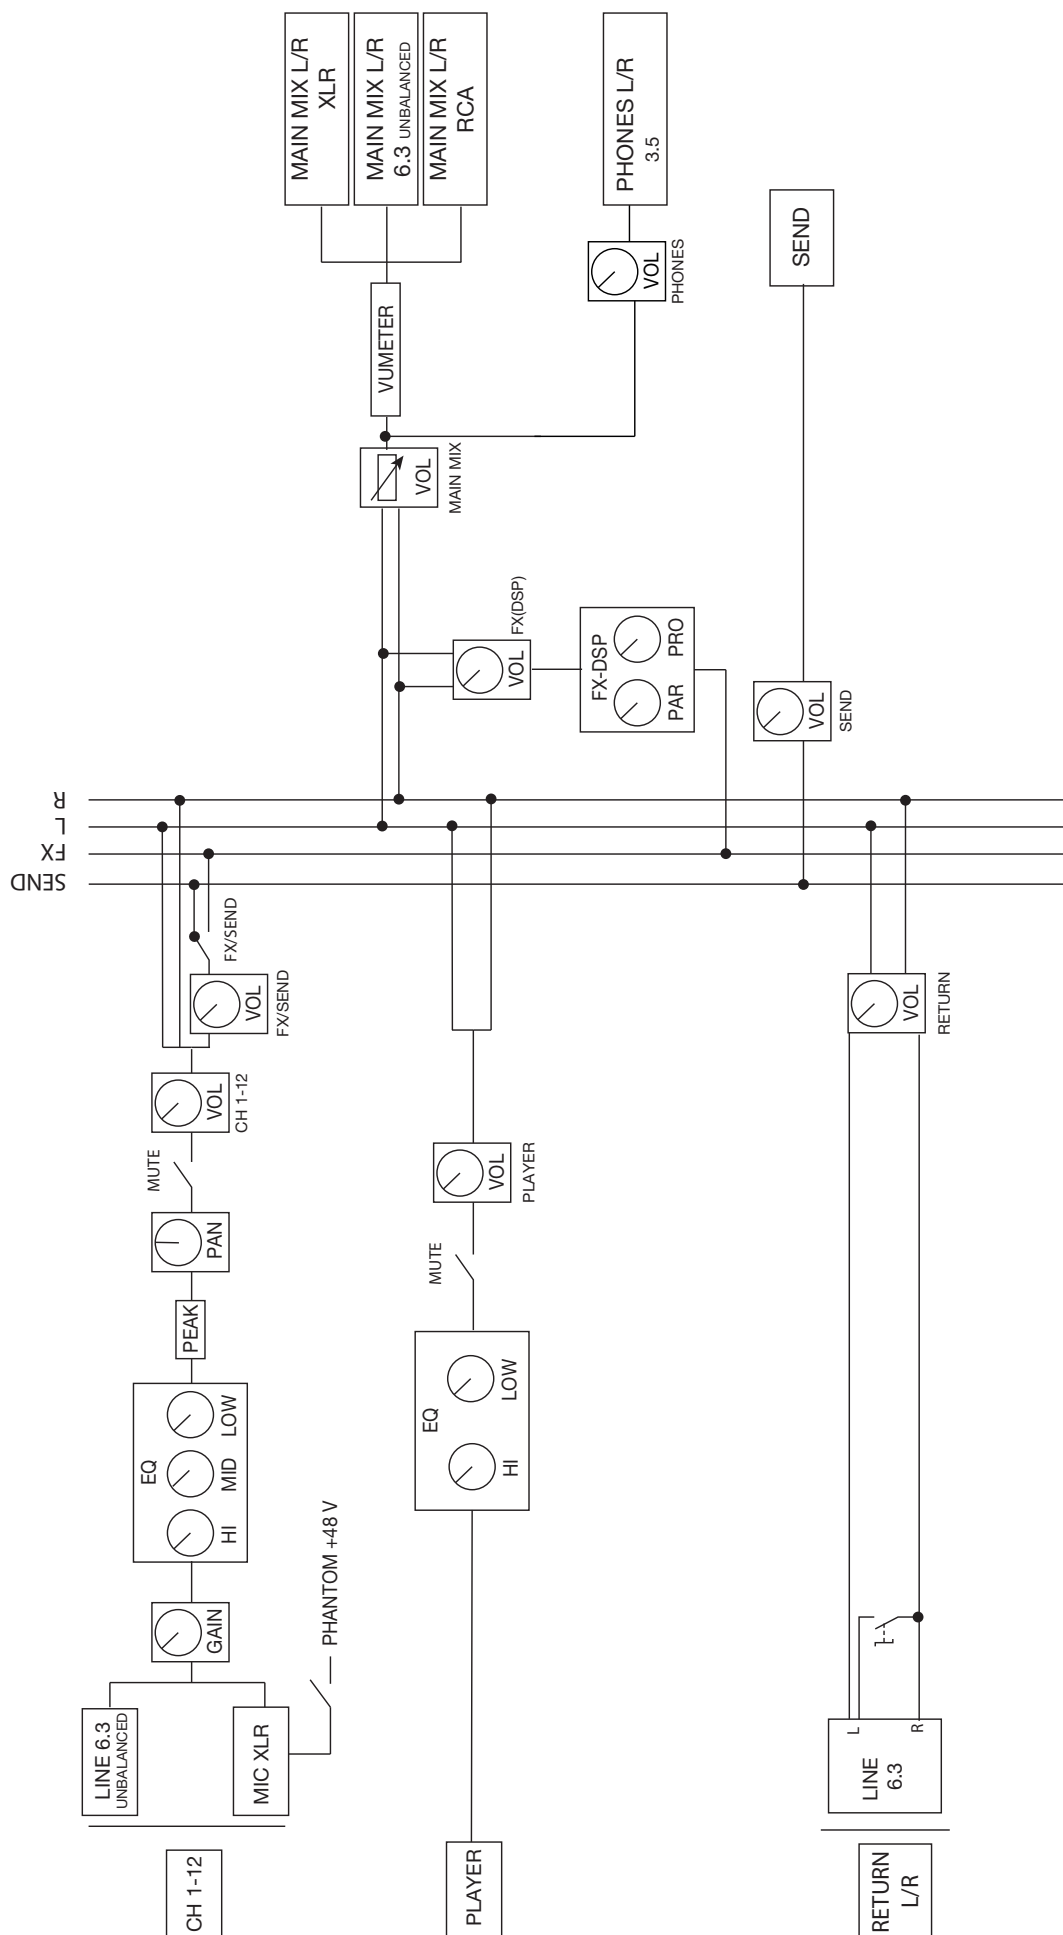 MAIN MIX L/R
XLR
MAIN MIX L/R
6.3 UNBALANCED
MAIN MIX L/R
RCA
PHONES L/R
3.5
SEND
VOL
PHONES
VUMETER
VOL
MAIN MIX
VOL
FX(DSP)
FX-DSP
PAR
PRO
VOL
SEND
R
L
FX
SEND
FX/SEND
VOL
FX/SEND
VOL
CH 1-12
MUTE
PAN
PEAK
EQ
HI
MID
LOW
GAIN
PHANTOM +48 V
LINE 6.3
UNBALANCED
MIC XLR
CH 1-12
VOL
PLAYER
MUTE
EQ
HI
LOW
PLAYER
VOL
RETURN
L
R
LINE
6.3
RETURN
L/R